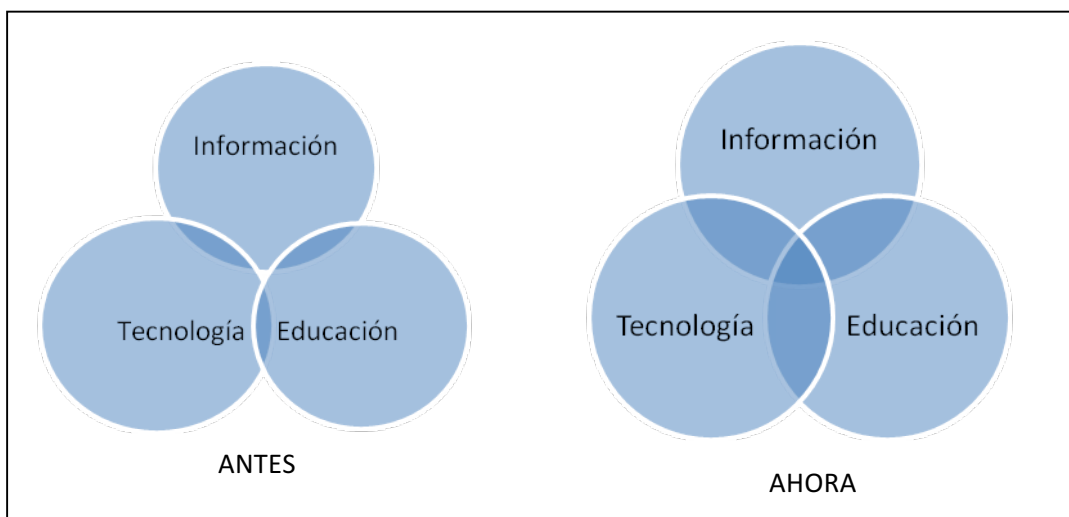 Información
Tecnología
Educación
ANTES
Información
Tecnología
Educación
AHORA